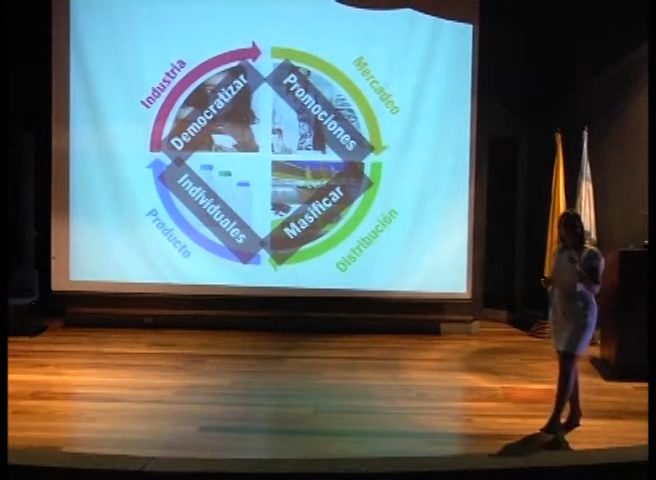 Industria
Mercadeo
Democratizar
Promociones
Individuales
Masificar
Producto
Distribución